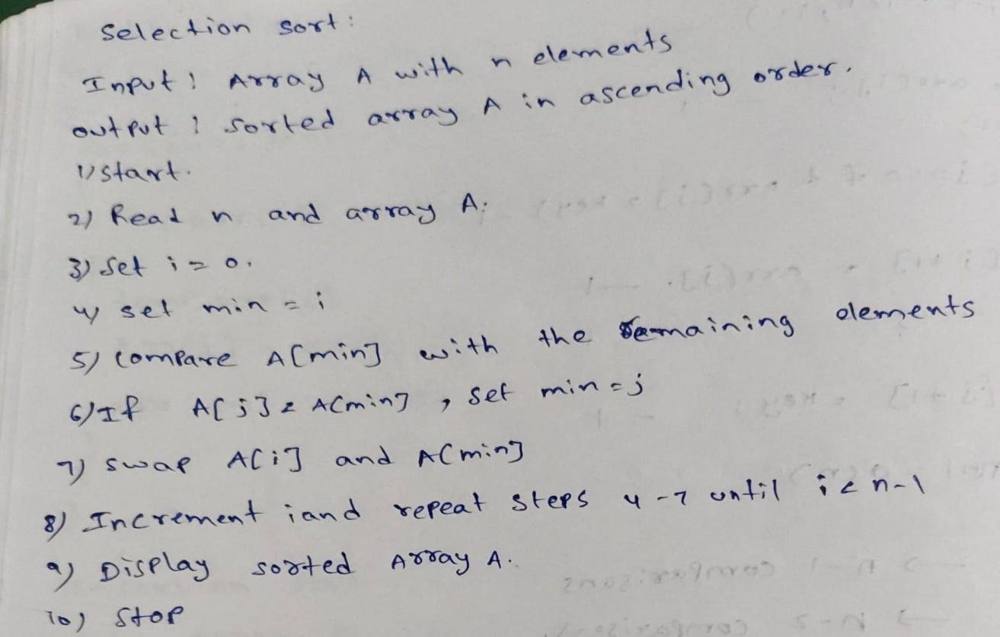 Selection sort:
Input: Array A with n elements
output: Sorted array A in ascending order.
1) Start.
2) Read n and array A.
3) Set i=0.
4) set min = i
5) Compare A[min] with the remaining elements
6) If A[j] < A[min], set min = j
7) swap A[i] and A[min]
8) Increment i and repeat steps 4-7 until i < n-1
9) Display sorted Array A.
10) Stop